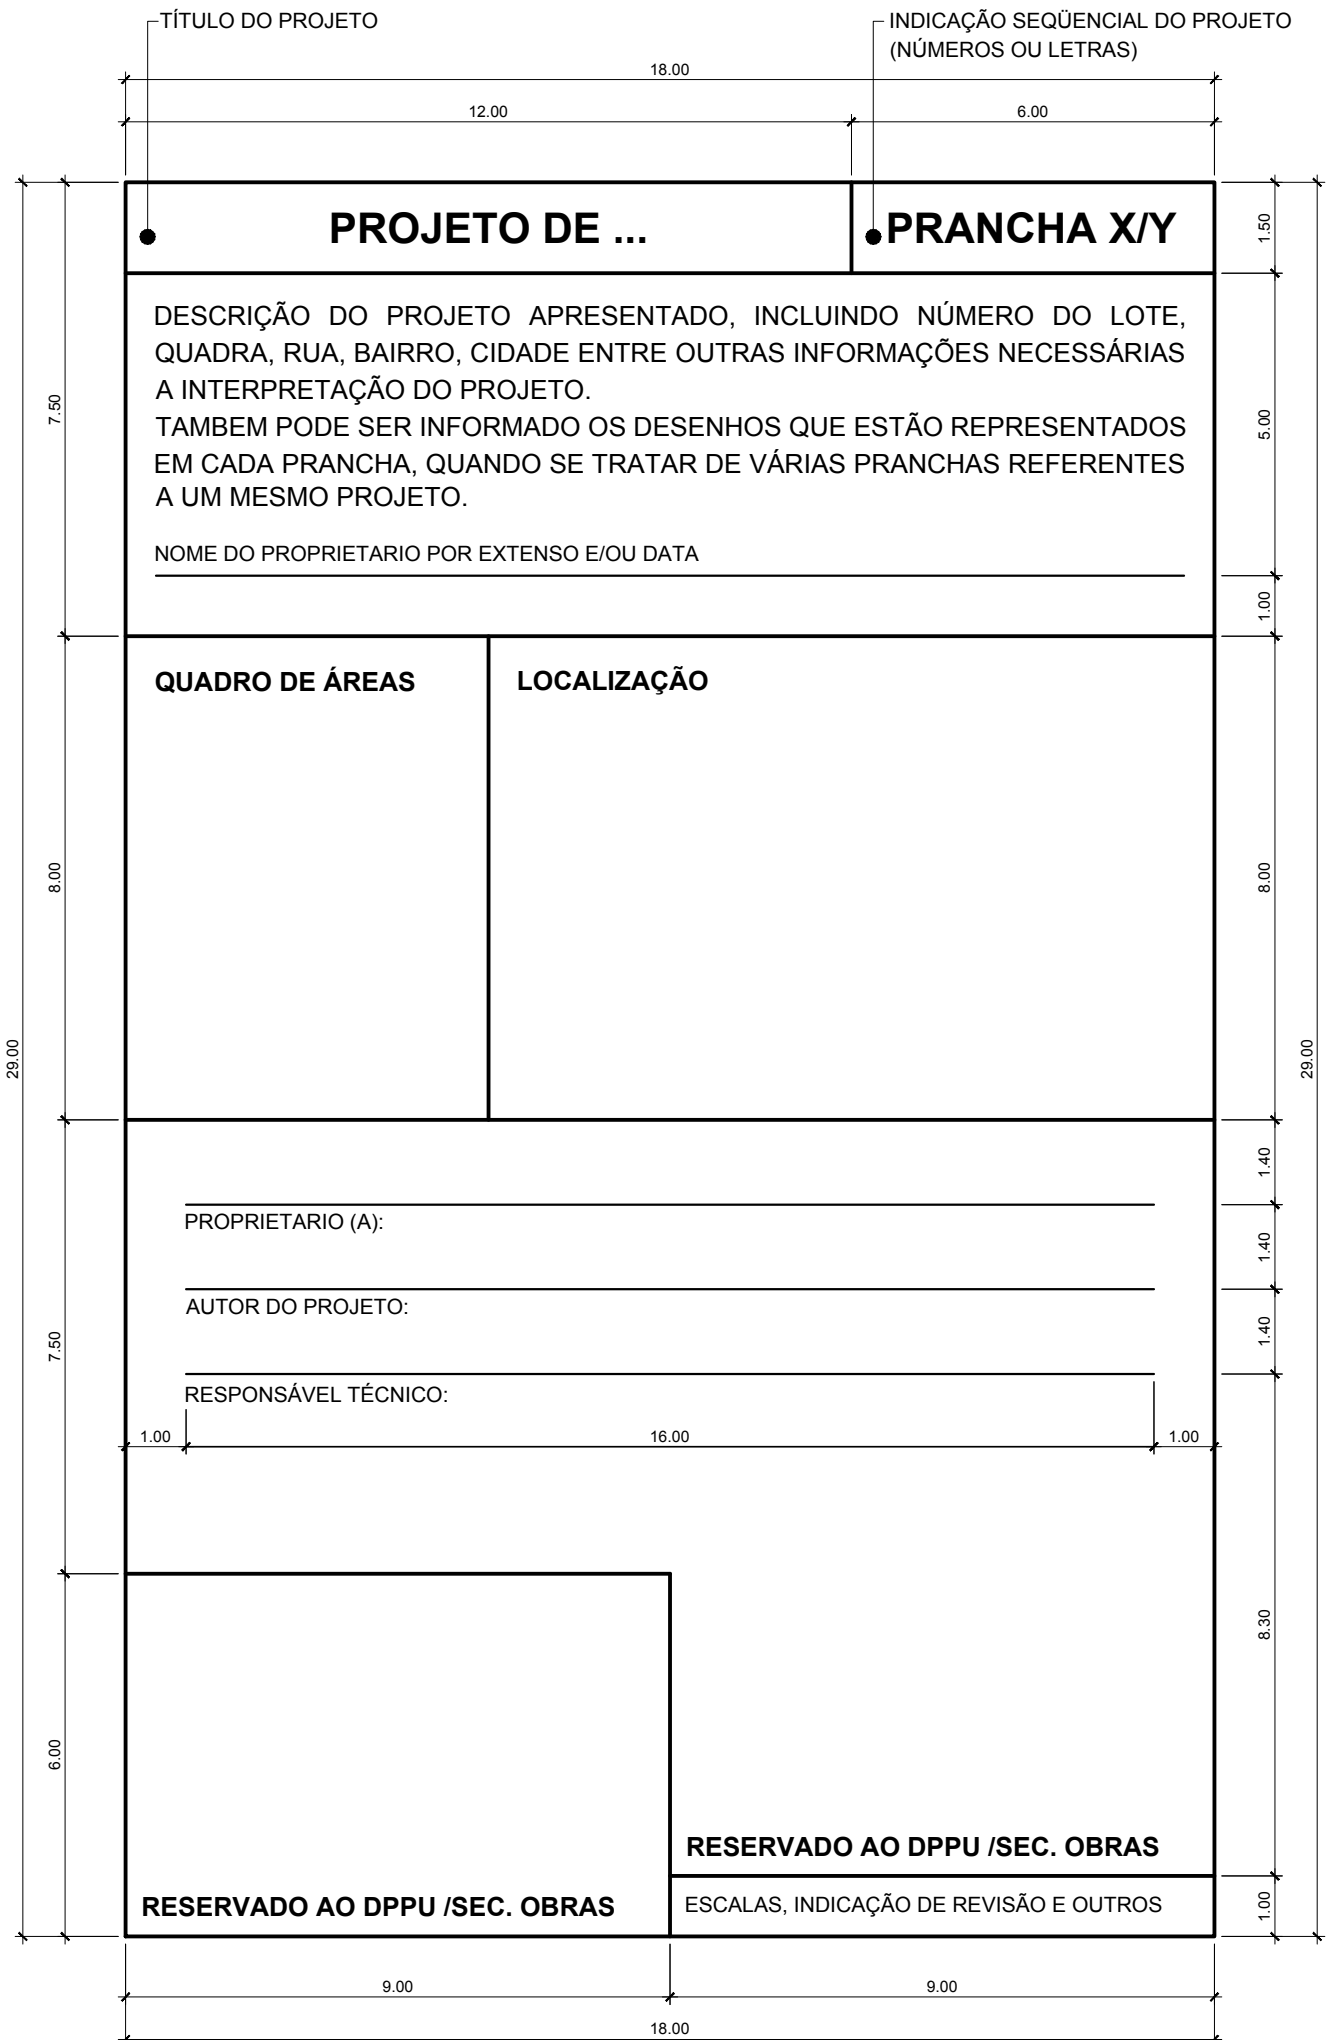 TÍTULO DO PROJETO
INDICAÇÃO SEQÜENCIAL DO PROJETO
(NÚMEROS OU LETRAS)
18.00
12.00
6.00
PROJETO DE ...
PRANCHA X/Y
1.50
DESCRIÇÃO DO PROJETO APRESENTADO, INCLUINDO NÚMERO DO LOTE,
QUADRA, RUA, BAIRRO, CIDADE ENTRE OUTRAS INFORMAÇÕES NECESSÁRIAS
A INTERPRETAÇÃO DO PROJETO.
TAMBEM PODE SER INFORMADO OS DESENHOS QUE ESTÃO REPRESENTADOS
EM CADA PRANCHA, QUANDO SE TRATAR DE VÁRIAS PRANCHAS REFERENTES
A UM MESMO PROJETO.
7.50
5.00
NOME DO PROPRIETARIO POR EXTENSO E/OU DATA
1.00
QUADRO DE ÁREAS
LOCALIZAÇÃO
8.00
8.00
29.00
29.00
1.40
PROPRIETARIO (A):
1.40
AUTOR DO PROJETO:
1.40
7.50
RESPONSÁVEL TÉCNICO:
1.00
16.00
1.00
8.30
6.00
RESERVADO AO DPPU /SEC. OBRAS
RESERVADO AO DPPU /SEC. OBRAS
ESCALAS, INDICAÇÃO DE REVISÃO E OUTROS
1.00
9.00
9.00
18.00